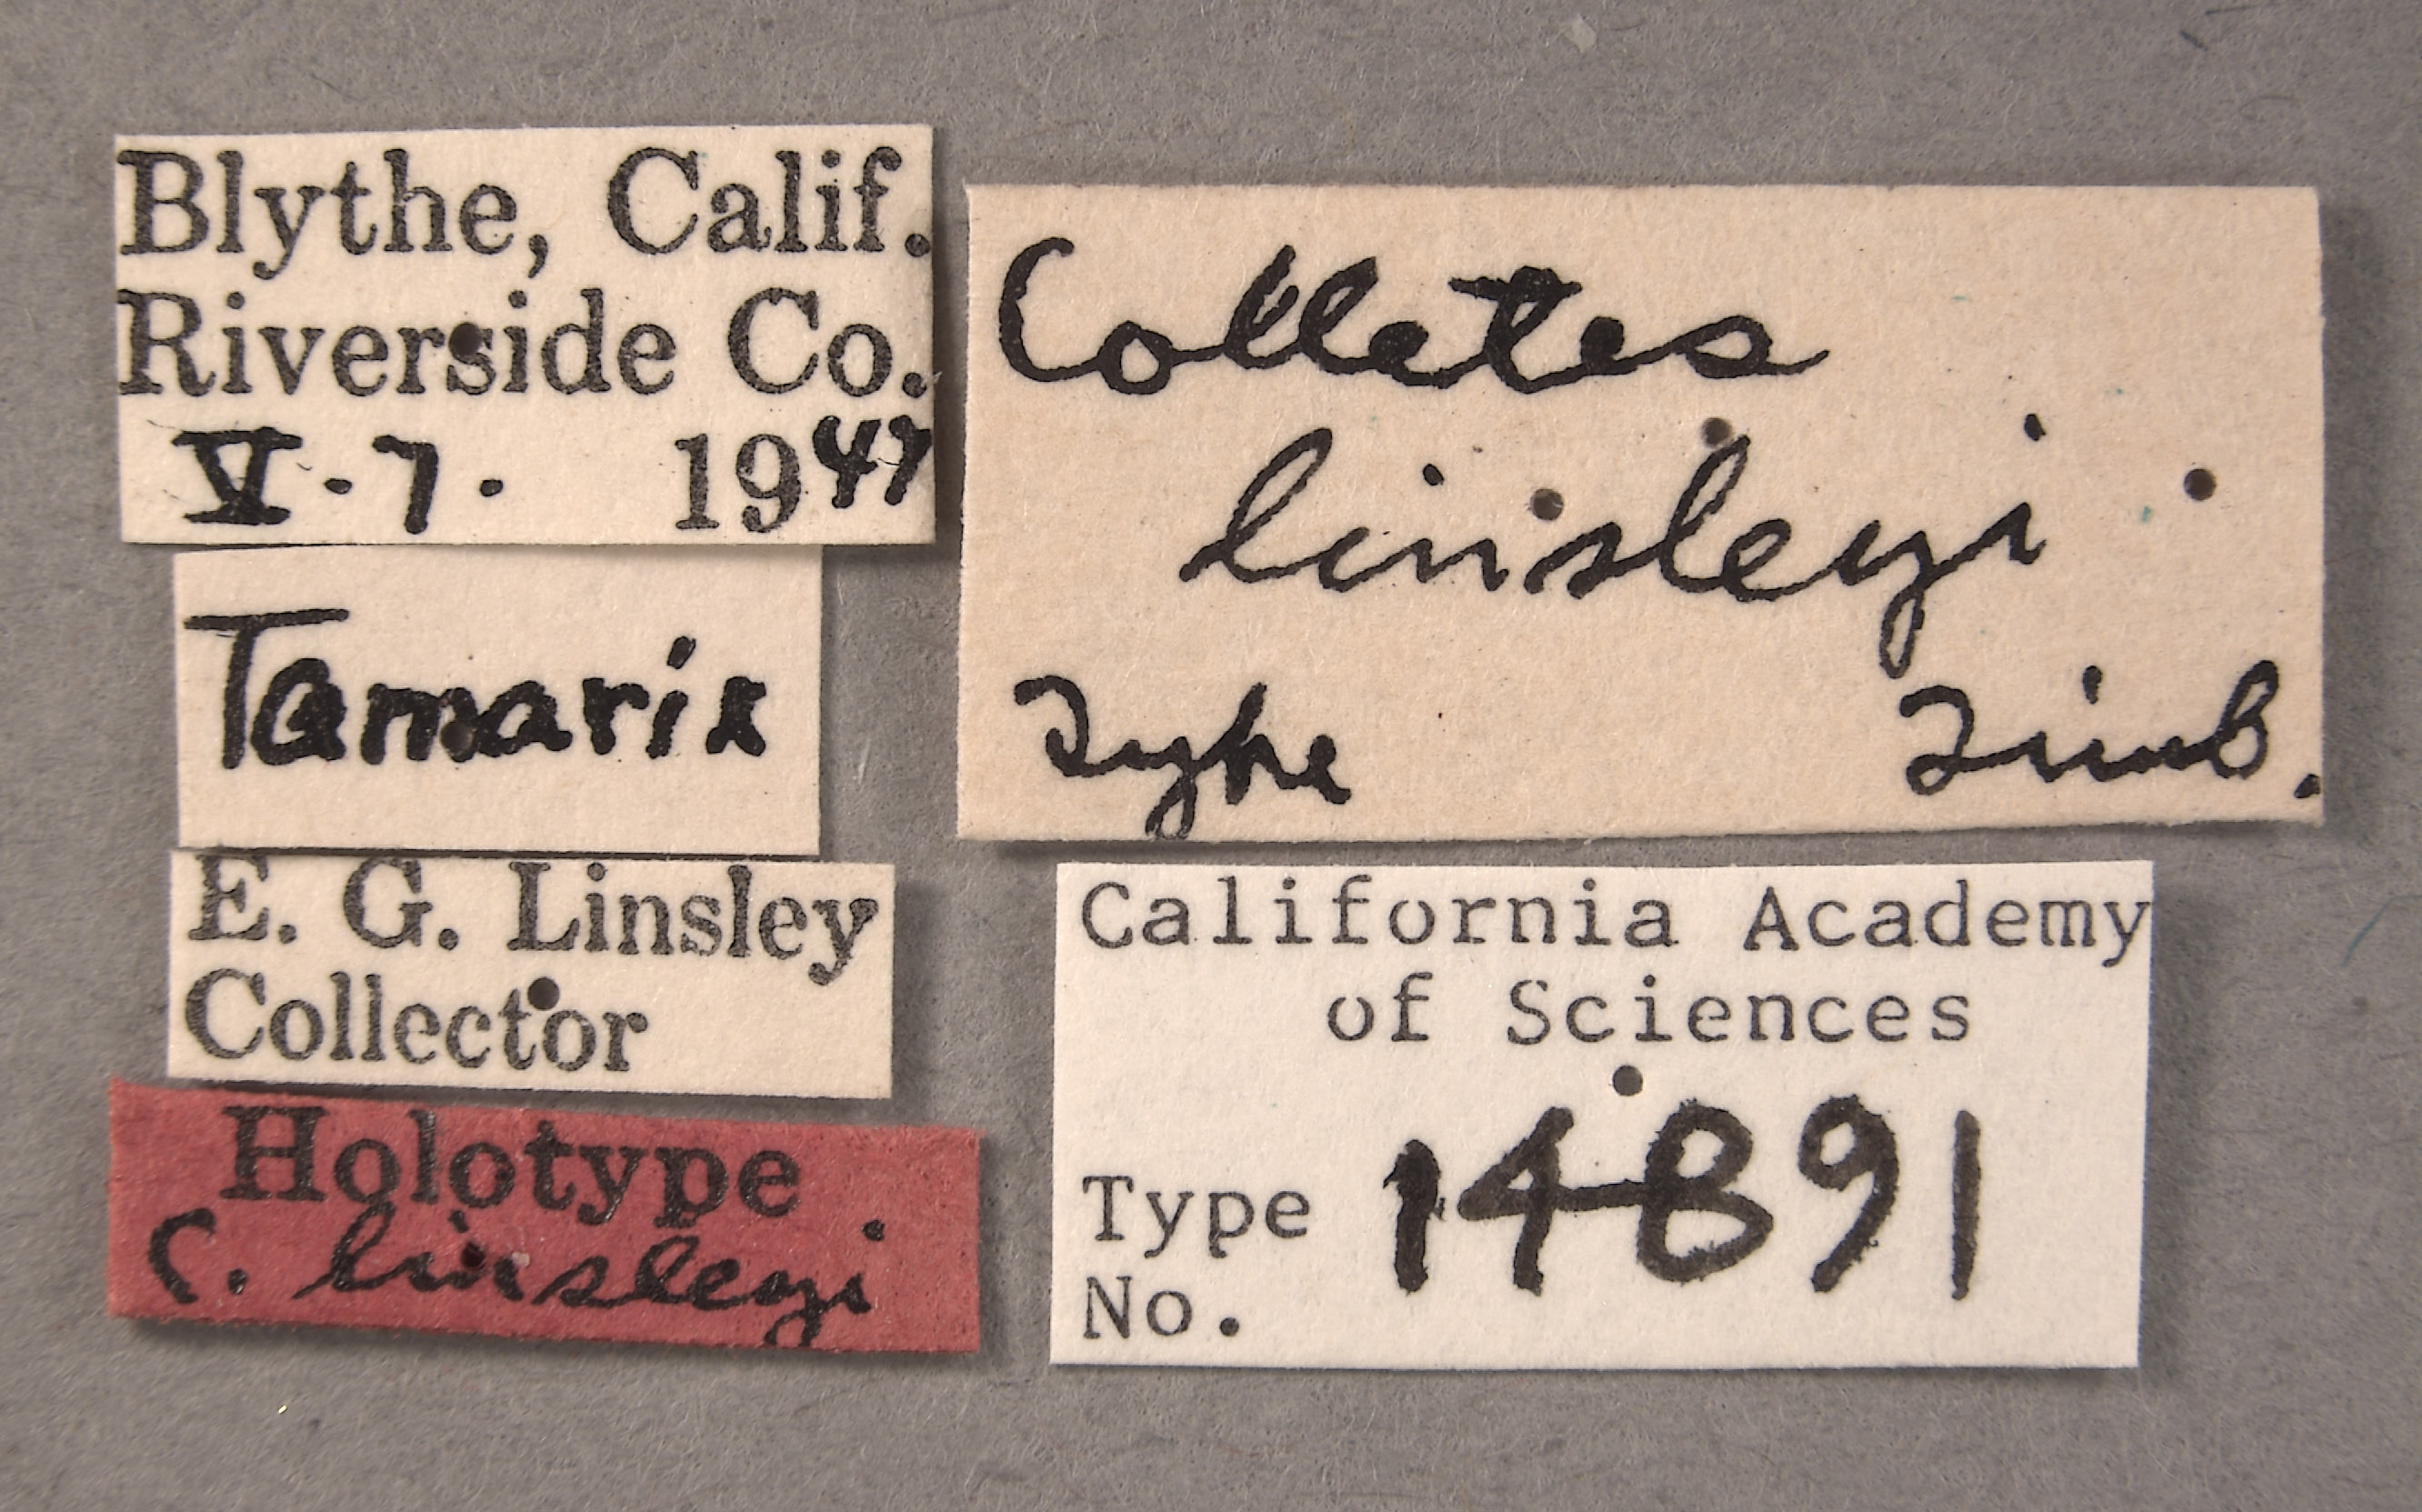 Blythe, Calif.
Riverside Co.
V-7. 1947
Tamarix
E. G. Linsley
Collector
Holotype
C. linsleyi
Colletes
linsleyi
Type Timb.
California Academy
of Sciences
Type
No. 14891